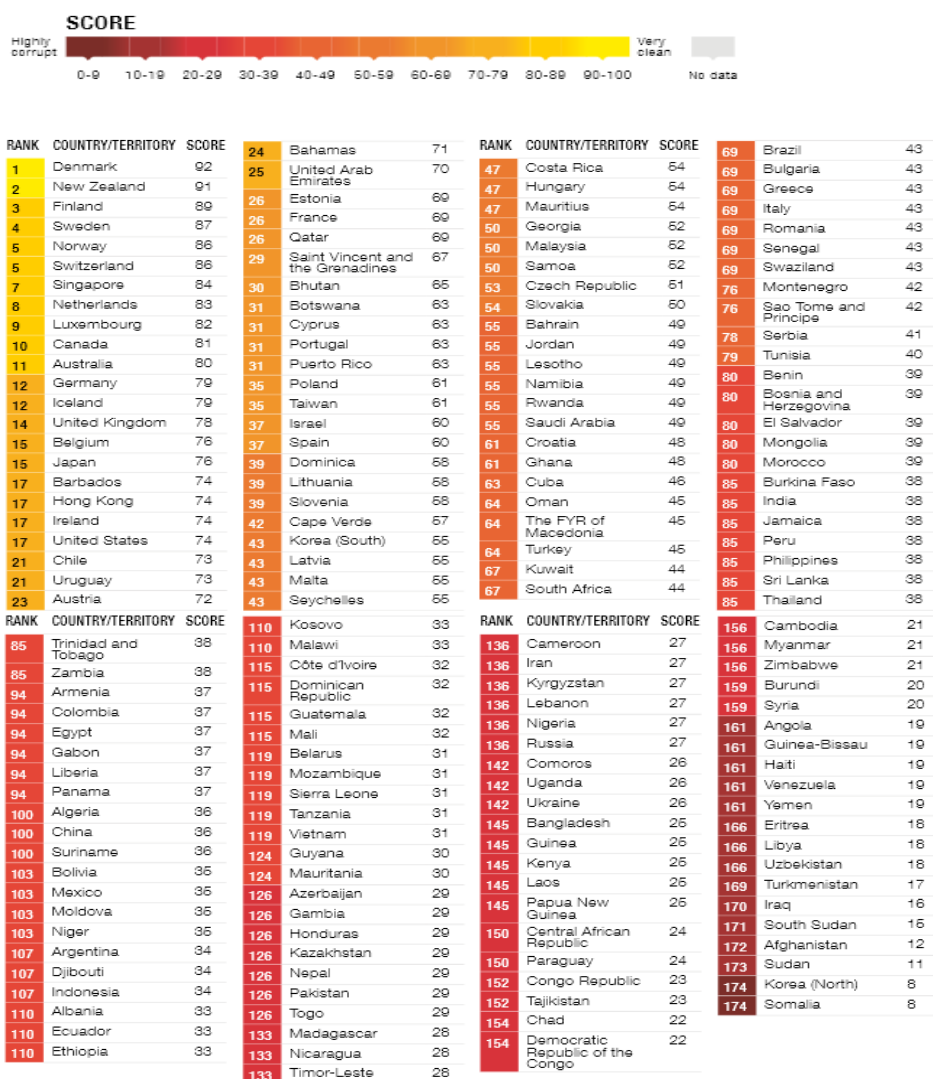 SCORE
Highly corrupt
Very clean
0-9 10-19 20-29 30-39 40-49 50-59 60-69 70-79 80-89 90-100 No data
RANK COUNTRY/TERRITORY SCORE
1 Denmark 92
2 New Zealand 91
3 Finland 89
4 Sweden 87
5 Norway 86
5 Switzerland 86
7 Singapore 84
8 Netherlands 83
9 Luxembourg 82
10 Canada 81
11 Australia 80
12 Germany 79
12 Iceland 79
14 United Kingdom 78
15 Belgium 76
15 Japan 76
17 Barbados 74
17 Hong Kong 74
17 Ireland 74
17 United States 74
21 Chile 73
21 Uruguay 73
23 Austria 72
24 Bahamas 71
25 United Arab 70
Emirates
26 Estonia 69
26 France 69
26 Qatar 69
29 Saint Vincent and 67
the Grenadines
30 Bhutan 65
31 Botswana 63
31 Cyprus 63
31 Portugal 63
31 Puerto Rico 63
35 Poland 61
35 Taiwan 61
37 Israel 60
37 Spain 60
39 Dominica 58
39 Lithuania 58
39 Slovenia 58
42 Cape Verde 57
43 Korea (South) 55
43 Latvia 55
43 Malta 55
43 Seychelles 55
RANK COUNTRY/TERRITORY SCORE
47 Costa Rica 54
47 Hungary 54
47 Mauritius 54
50 Georgia 52
50 Malaysia 52
50 Samoa 52
53 Czech Republic 51
54 Slovakia 50
55 Bahrain 49
55 Jordan 49
55 Lesotho 49
55 Namibia 49
55 Rwanda 49
55 Saudi Arabia 49
61 Croatia 48
61 Ghana 48
63 Cuba 46
64 Oman 45
64 The FYR of 45
Macedonia
64 Turkey 45
67 Kuwait 44
67 South Africa 44
69 Brazil 43
69 Bulgaria 43
69 Greece 43
69 Italy 43
69 Romania 43
69 Senegal 43
69 Swaziland 43
76 Montenegro 42
76 Sao Tome and 42
Principe
78 Serbia 41
79 Tunisia 40
80 Benin 39
80 Bosnia and 39
Herzegovina
80 El Salvador 39
80 Mongolia 39
80 Morocco 39
85 Burkina Faso 38
85 India 38
85 Jamaica 38
85 Peru 38
85 Philippines 38
85 Sri Lanka 38
85 Thailand 38
RANK COUNTRY/TERRITORY SCORE
85 Trinidad and 38
Tobago
85 Zambia 38
94 Armenia 37
94 Colombia 37
94 Egypt 37
94 Gabon 37
94 Liberia 37
94 Panama 37
100 Algeria 36
100 China 36
100 Suriname 36
103 Bolivia 35
103 Mexico 35
103 Moldova 35
103 Niger 35
107 Argentina 34
107 Djibouti 34
107 Indonesia 34
110 Albania 33
110 Ecuador 33
110 Ethiopia 33
110 Kosovo 33
110 Malawi 33
115 Côte d'Ivoire 32
115 Dominican 32
Republic
115 Guatemala 32
115 Mali 32
119 Belarus 31
119 Mozambique 31
119 Sierra Leone 31
119 Tanzania 31
119 Vietnam 31
124 Guyana 30
124 Mauritania 30
126 Azerbaijan 29
126 Gambia 29
126 Honduras 29
126 Kazakhstan 29
126 Nepal 29
126 Pakistan 29
126 Togo 29
133 Madagascar 28
133 Nicaragua 28
133 Timor-Leste 28
RANK COUNTRY/TERRITORY SCORE
136 Cameroon 27
136 Iran 27
136 Kyrgyzstan 27
136 Lebanon 27
136 Nigeria 27
136 Russia 27
142 Comoros 26
142 Uganda 26
142 Ukraine 26
145 Bangladesh 25
145 Guinea 25
145 Kenya 25
145 Laos 25
145 Papua New 25
Guinea
150 Central African 24
Republic
150 Paraguay 24
152 Congo Republic 23
152 Tajikistan 23
154 Chad 22
154 Democratic 22
Republic of the
Congo
156 Cambodia 21
156 Myanmar 21
156 Zimbabwe 21
159 Burundi 20
159 Syria 20
161 Angola 19
161 Guinea-Bissau 19
161 Haiti 19
161 Venezuela 19
161 Yemen 19
166 Eritrea 18
166 Libya 18
166 Uzbekistan 18
169 Turkmenistan 17
170 Iraq 16
171 South Sudan 15
172 Afghanistan 12
173 Sudan 11
174 Korea (North) 8
174 Somalia 8